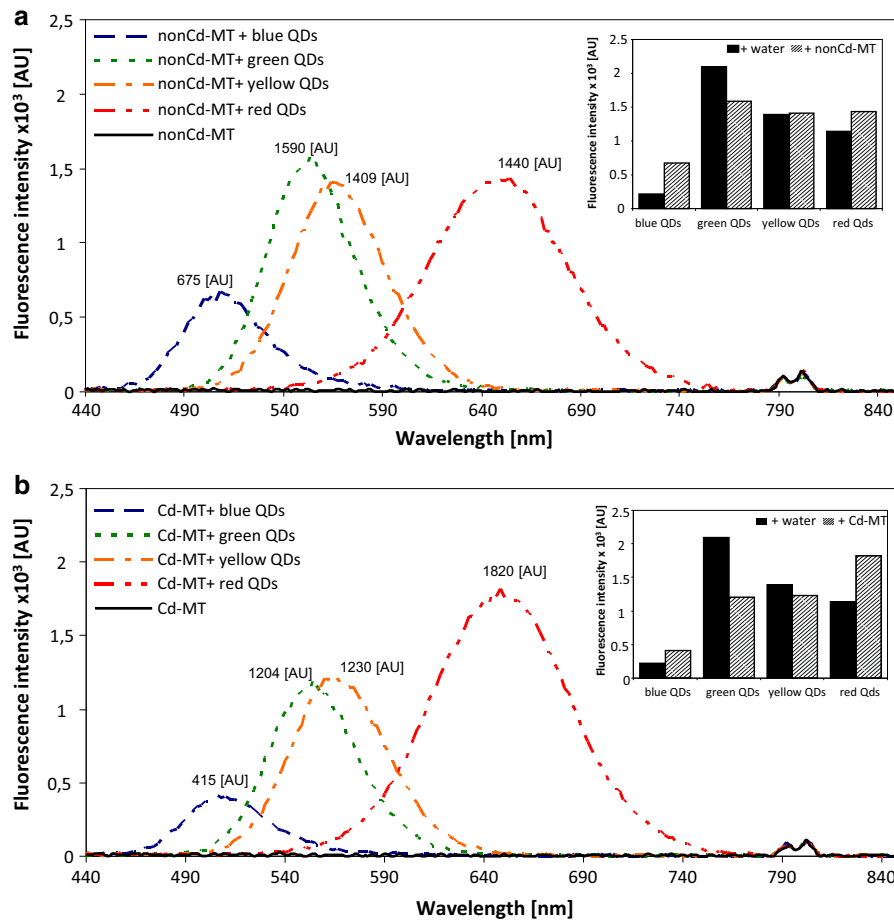 a
2,5
2
1,5
1
0,5
0
Fluorescence intensity x10³ [AU]
nonCd-MT + blue QDs
nonCd-MT+ green QDs
nonCd-MT + yellow QDs
nonCd-MT+ red QDs
nonCd-MT
675 [AU]
1590 [AU]
1409 [AU]
1440 [AU]
440 490 540 590 640 690 740 790 840
Wavelength [nm]
+ water + nonCd-MT
Fluorescence intensity x 10³ [AU]
2.5
2
1.5
1
0.5
0
blue QDs green QDs yellow QDs red Qds
b
2,5
2
1,5
1
0,5
0
Fluorescence intensity x10³ [AU]
Cd-MT+ blue QDs
Cd-MT+ green QDs
Cd-MT+ yellow QDs
Cd-MT+ red QDs
Cd-MT
415 [AU]
1204 [AU]
1230 [AU]
1820 [AU]
440 490 540 590 640 690 740 790 840
Wavelength [nm]
+ water + Cd-MT
Fluorescence intensity x 10³ [AU]
2.5
2
1.5
1
0.5
0
blue QDs green QDs yellow QDs red Qds